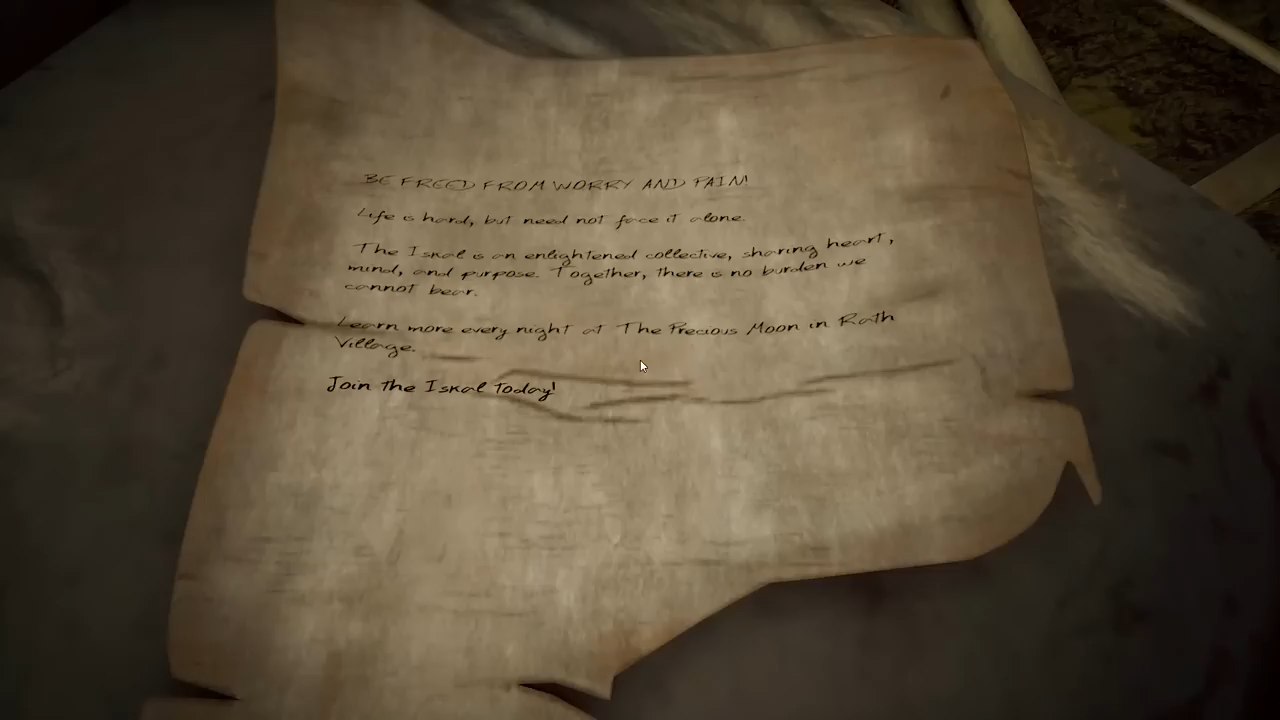 BE FREED FROM WORRY AND PAIN!
Life is hard, but need not face it alone.
The Iskal is an enlightened collective, sharing heart,
mind, and purpose. Together, there is no burden we
cannot bear.
Learn more every night at The Precious Moon in Rath
Village.
Join the Iskal Today!